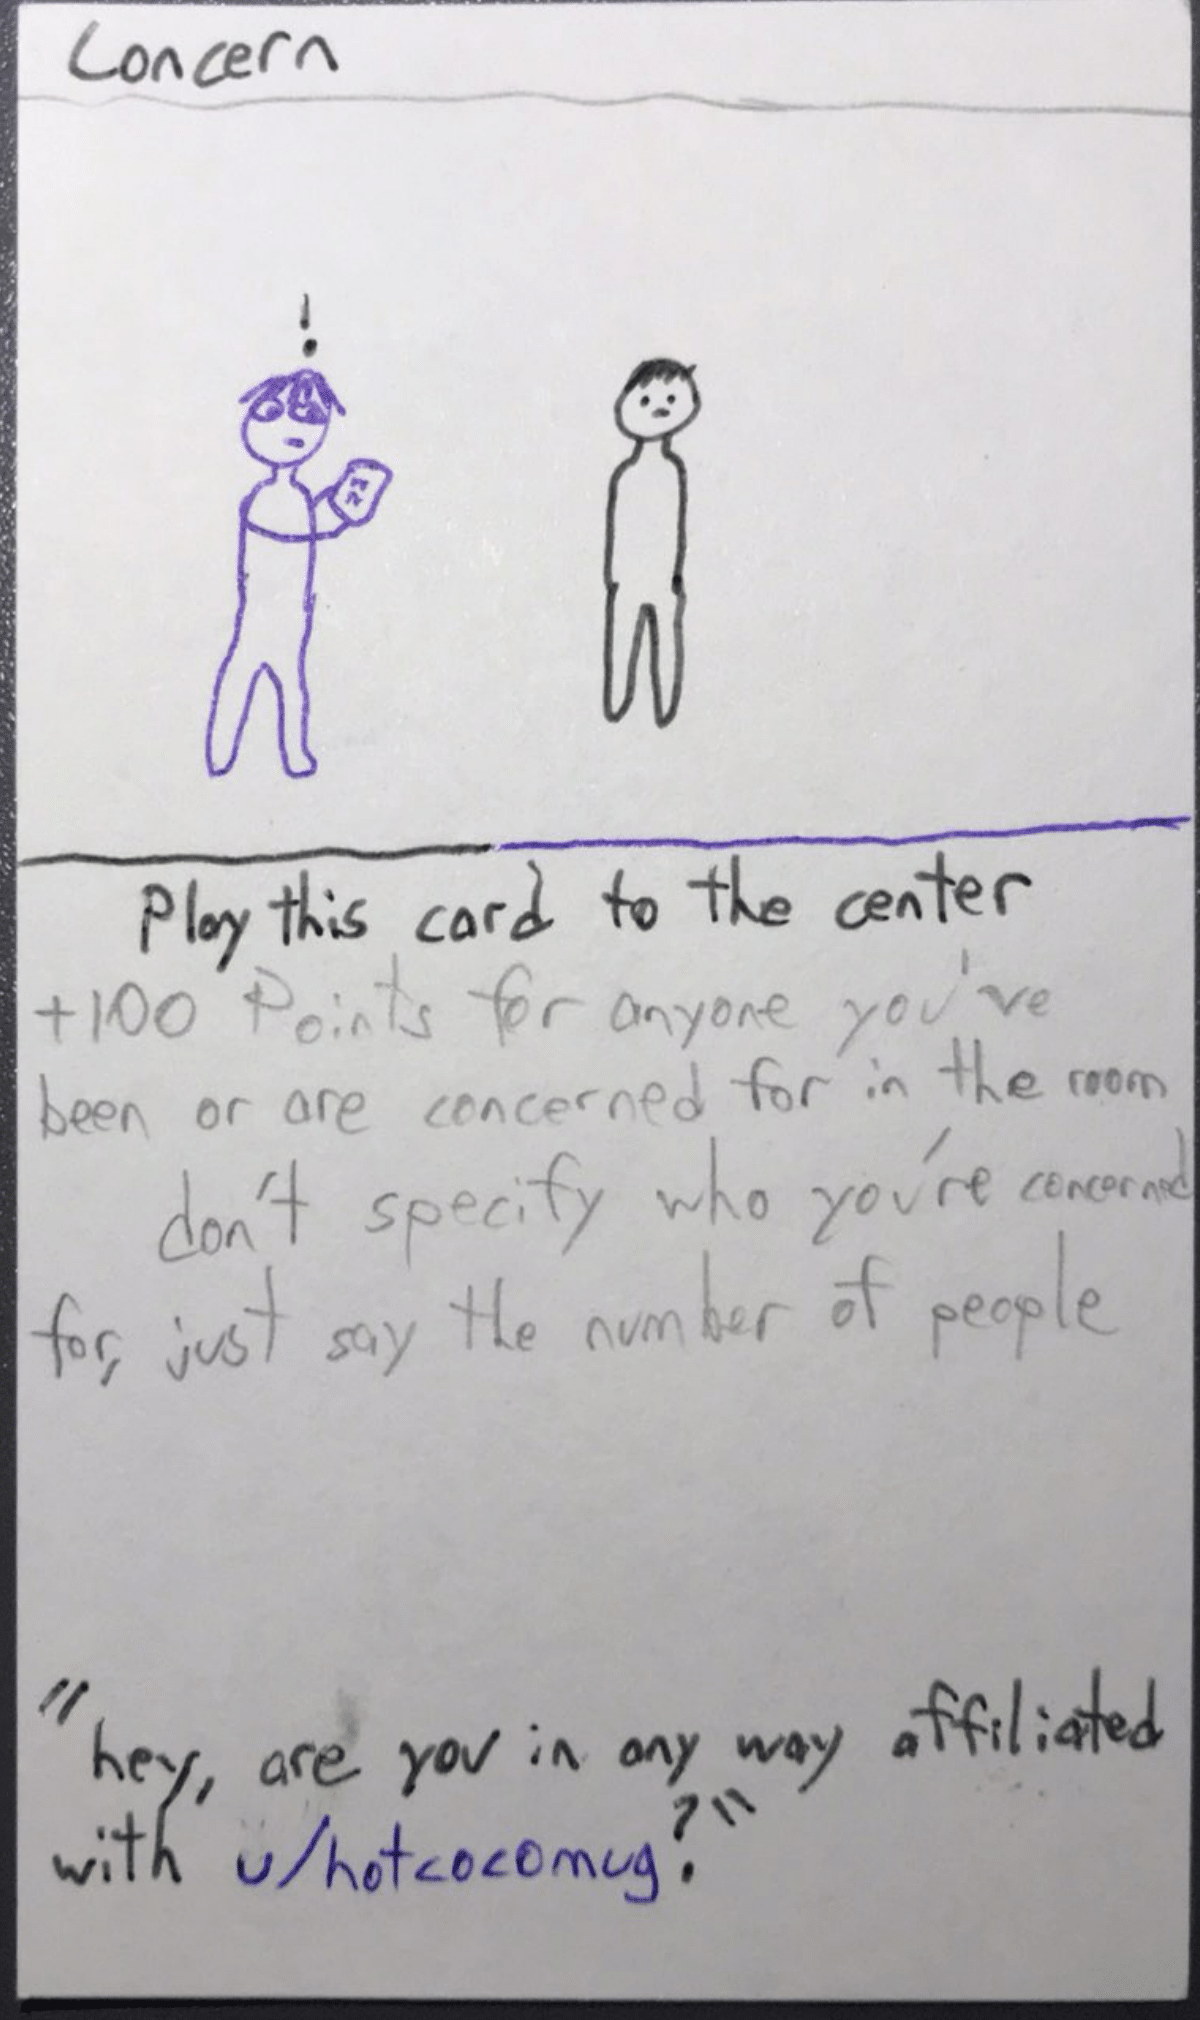 Concern
!
Play this card to the center
+100 Points for anyone you've
been or are concerned for in the room
don't specify who you're concerned
for, just say the number of people
"hey, are you in any way affiliated
with u/hotcocomug?"